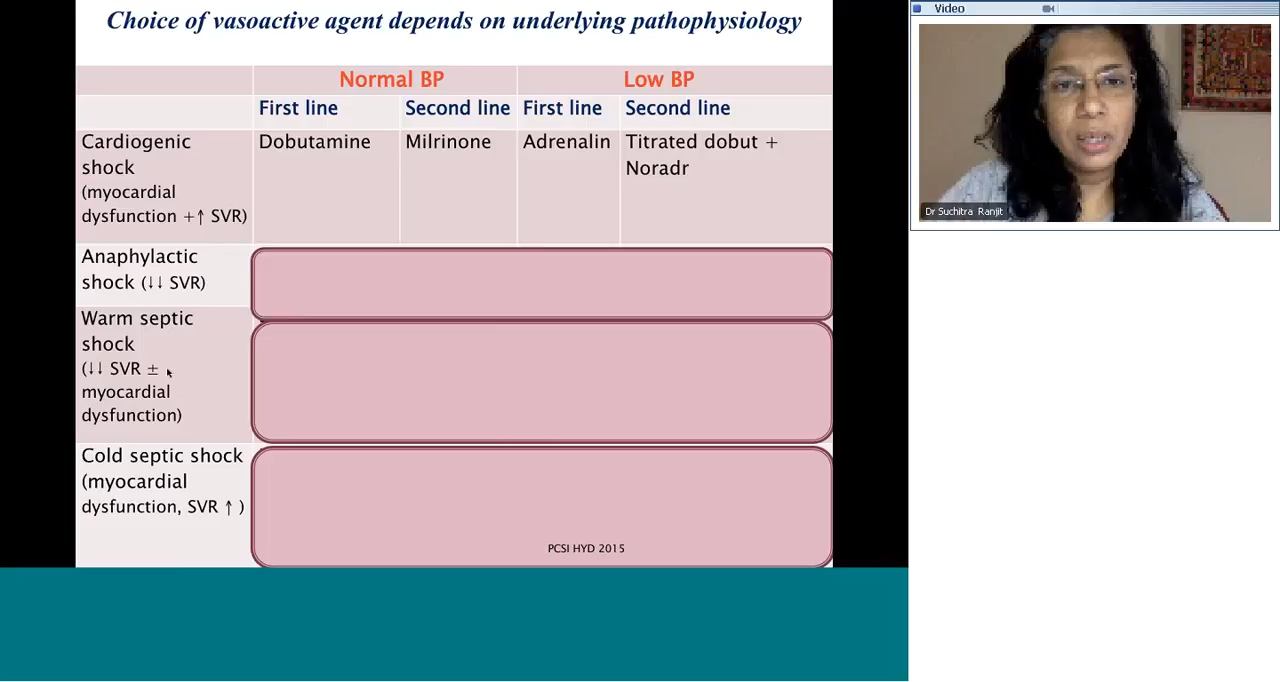 Choice of vasoactive agent depends on underlying pathophysiology
Normal BP Low BP
First line Second line First line Second line
Cardiogenic
shock
(myocardial
dysfunction +↑ SVR)
Dobutamine
Milrinone
Adrenalin
Titrated dobut +
Noradr
Anaphylactic
shock (↓↓ SVR)
Warm septic
shock
(↓↓ SVR ±
myocardial
dysfunction)
Cold septic shock
(myocardial
dysfunction, SVR ↑ )
PCSI HYD 2015
Video
Dr Suchitra Ranjit